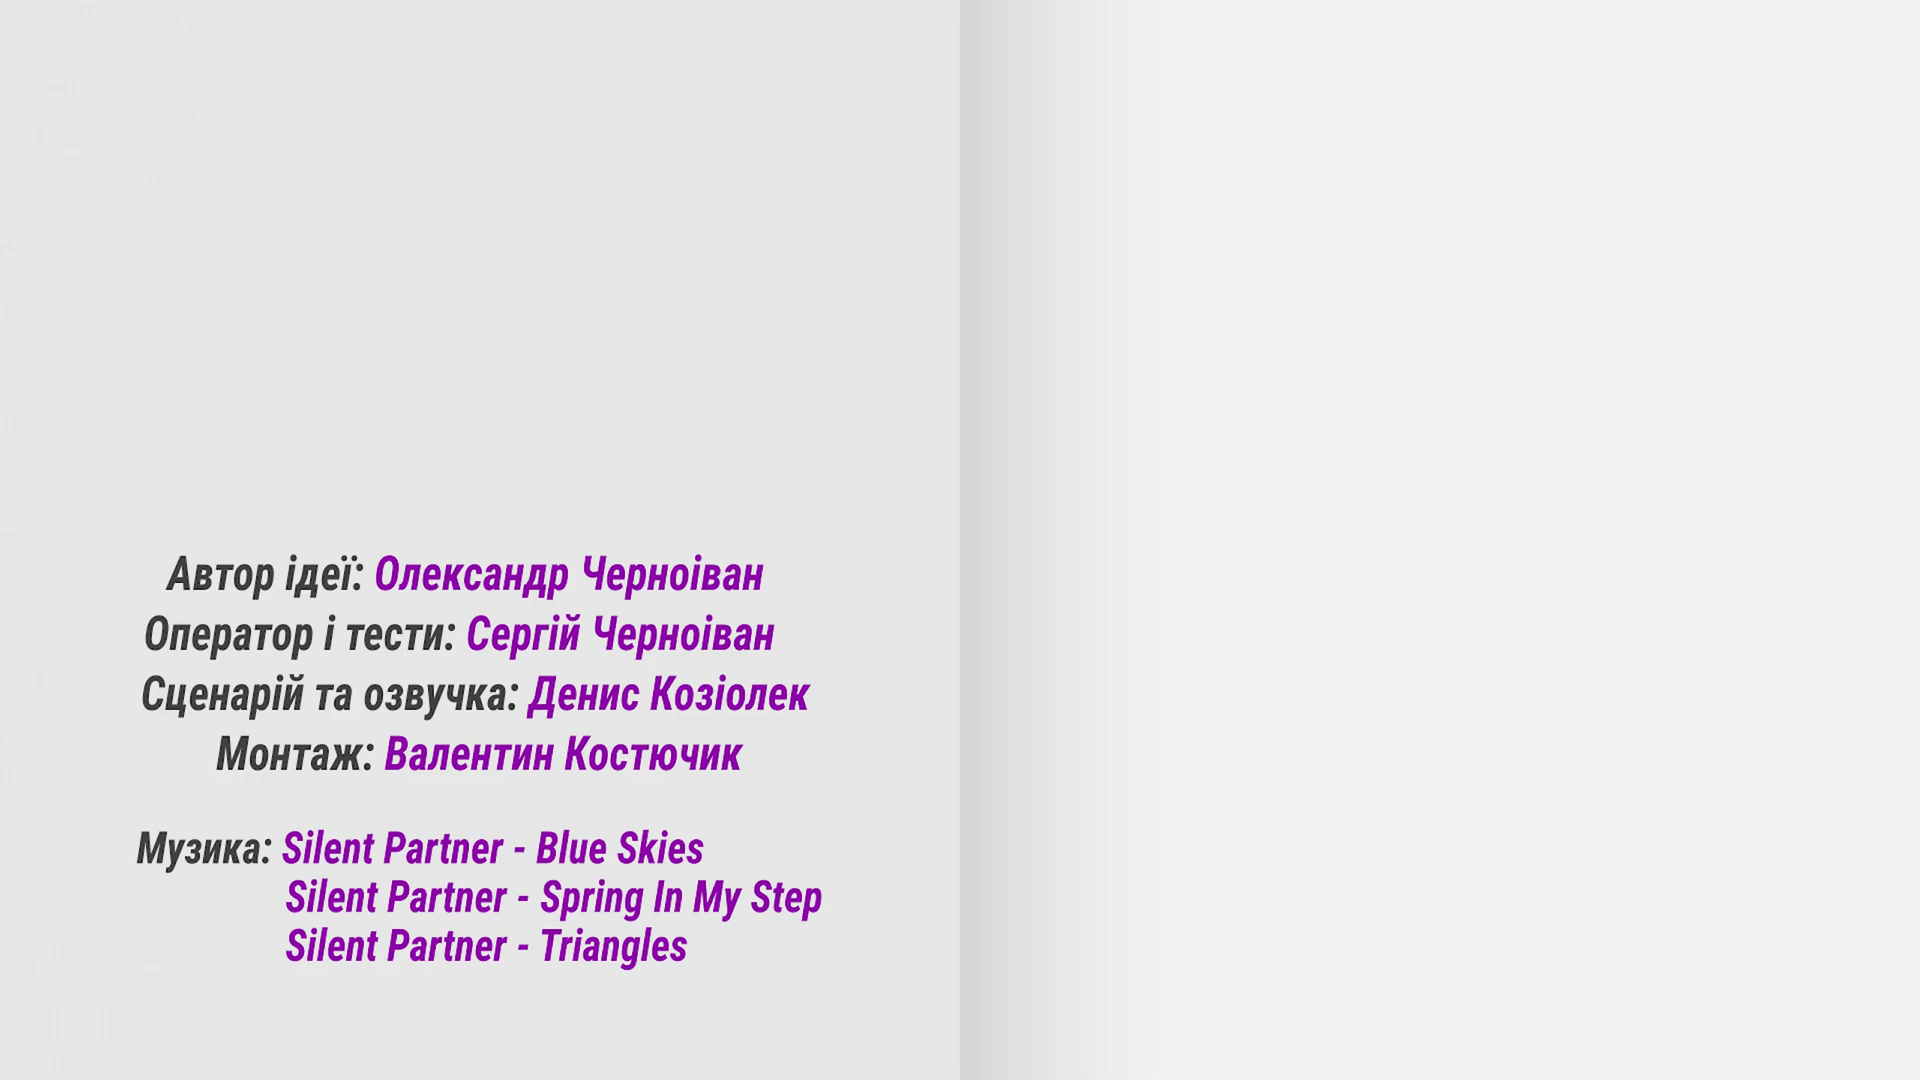 Автор ідеї: Олександр Черноіван
Оператор і тести: Сергій Черноіван
Сценарій та озвучка: Денис Козіолек
Монтаж: Валентин Костючик
Музика: Silent Partner - Blue Skies
Silent Partner - Spring In My Step
Silent Partner - Triangles